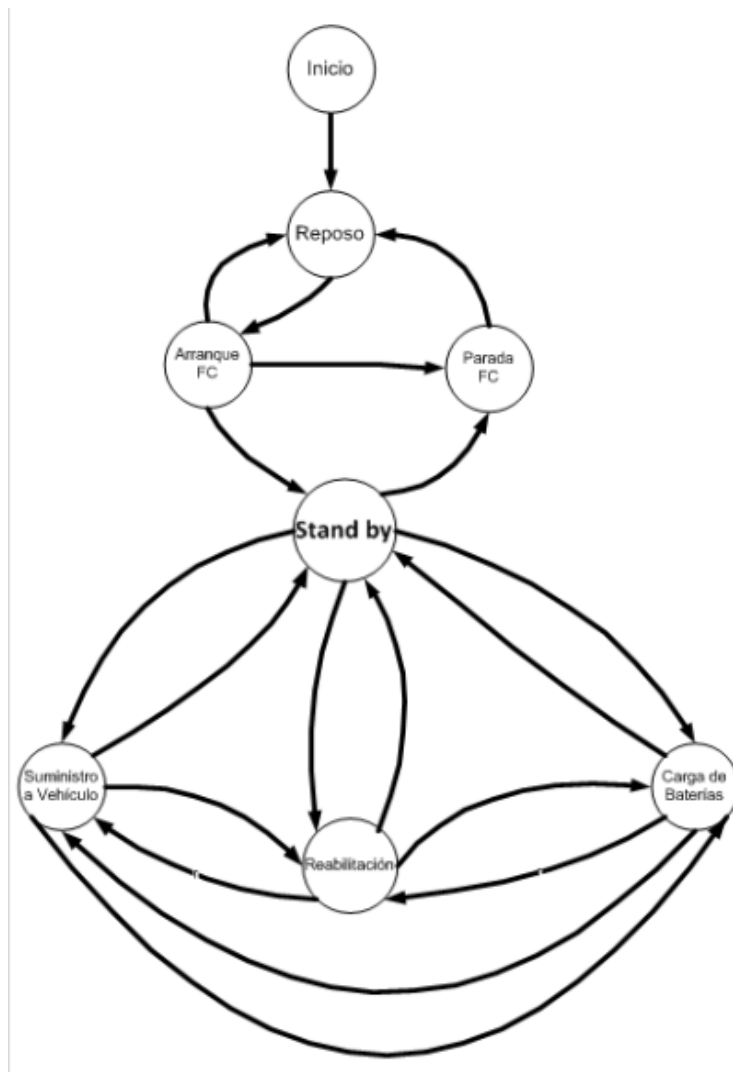 Inicio
Reposo
Arranque
FC
Parada
FC
Stand by
Suministro
a Vehículo
Carga de
Baterías
Reabilitación
r